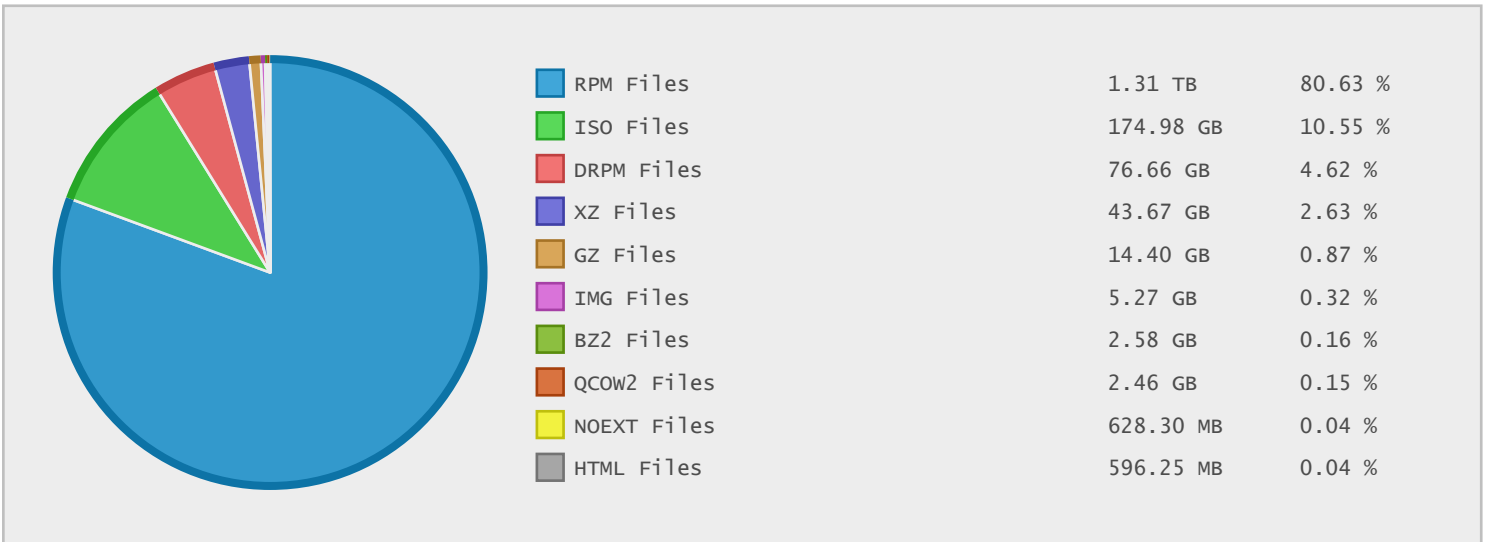 RPM Files 1.31 TB 80.63 %
ISO Files 174.98 GB 10.55 %
DRPM Files 76.66 GB 4.62 %
XZ Files 43.67 GB 2.63 %
GZ Files 14.40 GB 0.87 %
IMG Files 5.27 GB 0.32 %
BZ2 Files 2.58 GB 0.16 %
QCOW2 Files 2.46 GB 0.15 %
NOEXT Files 628.30 MB 0.04 %
HTML Files 596.25 MB 0.04 %